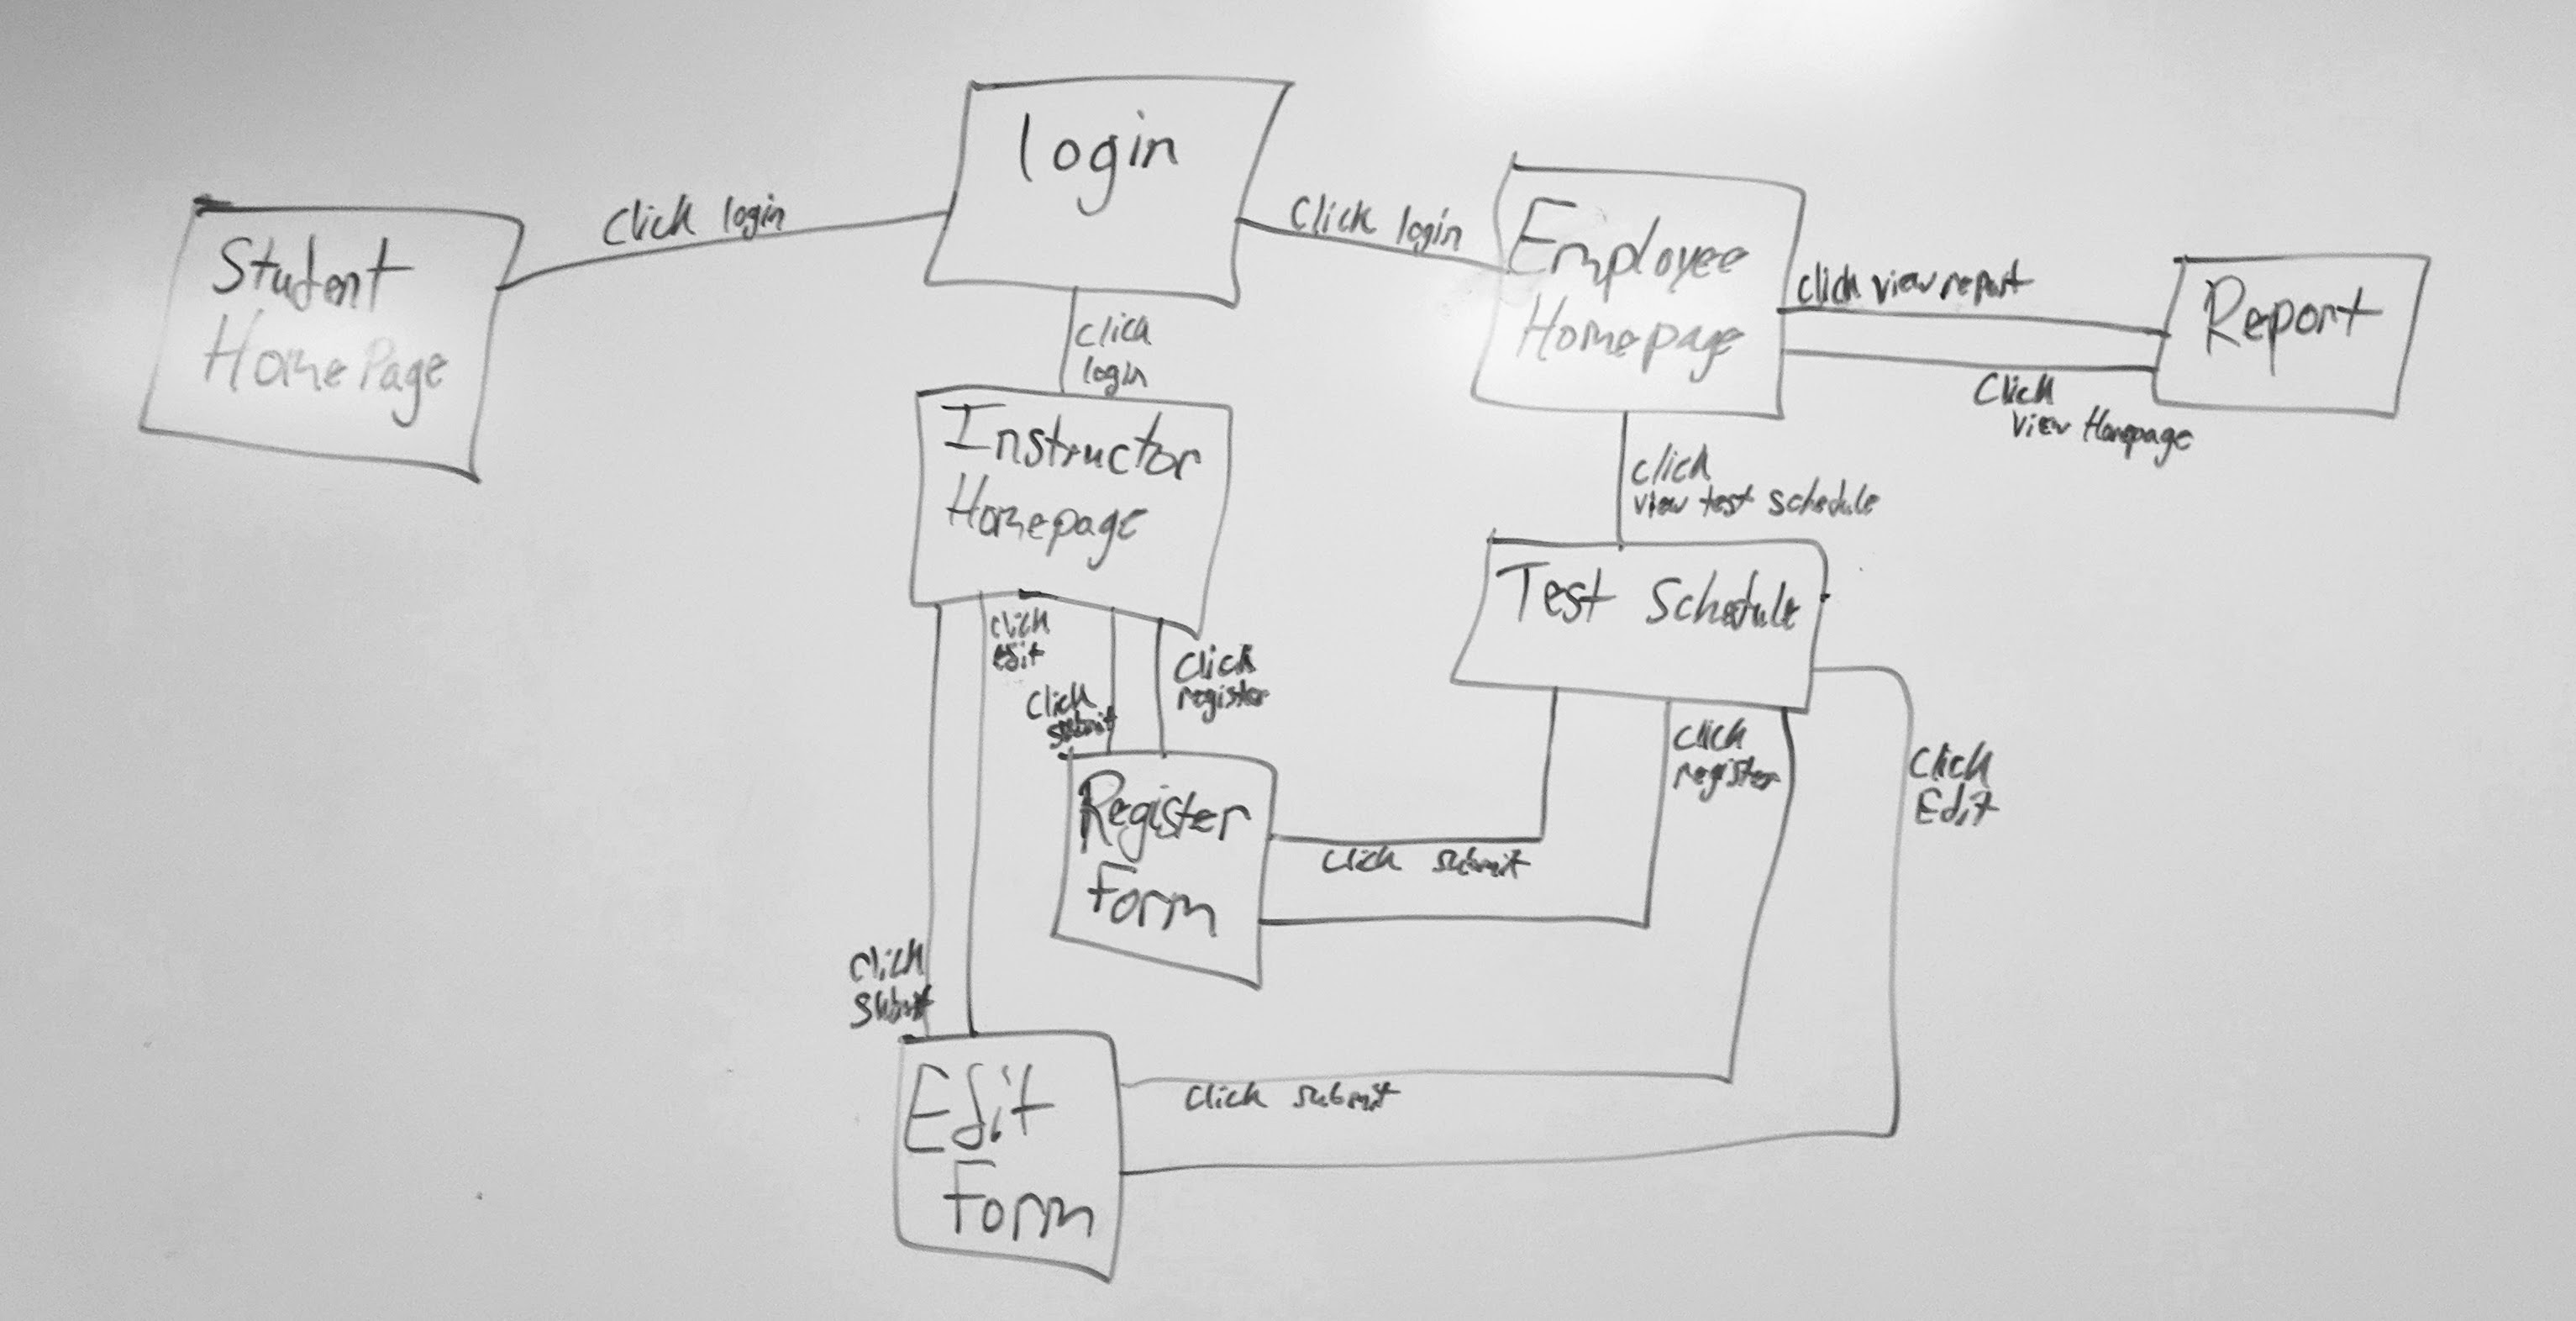 login
Click login
Click login
Student
HomePage
Employee
Homepage
click view report
Report
Click
view Homepage
click
login
Instructor
Homepage
click
view test schedule
Test Schedule
click
Edit
Click
submit
Click
register
click
register
Click
Edit
Register
Form
click submit
Click
Submit
Edit
Form
click submit